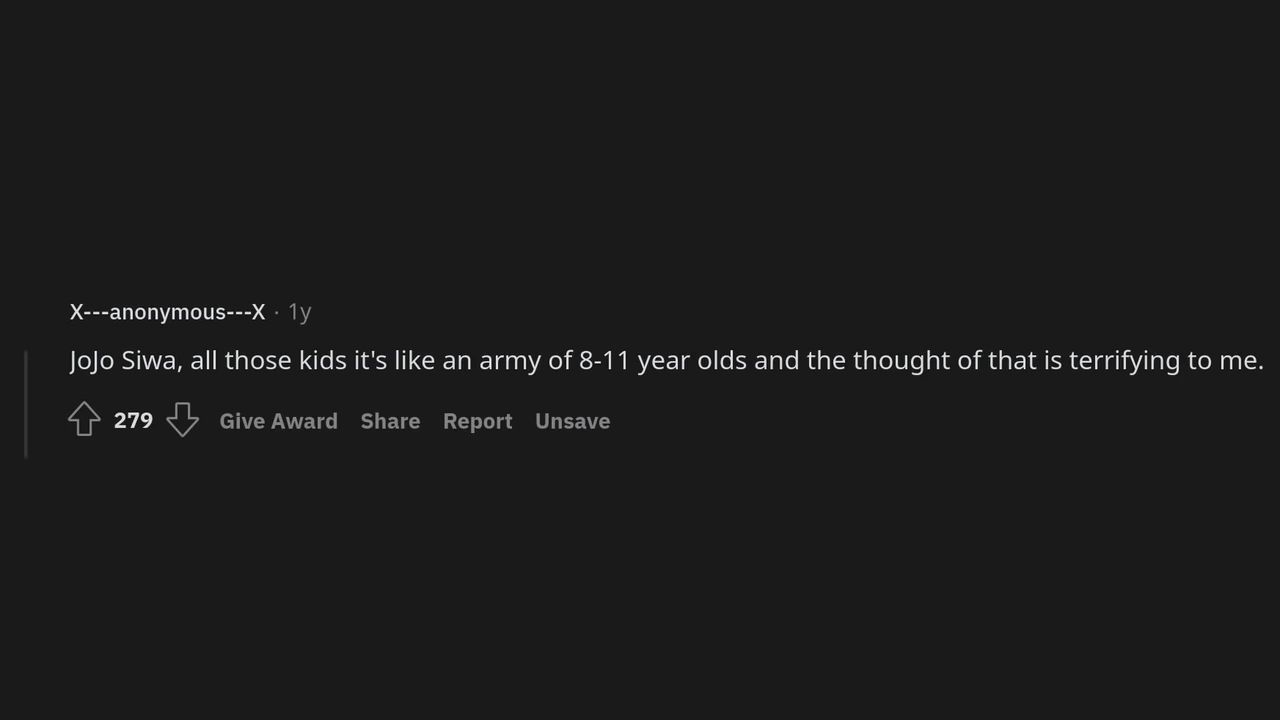 X---anonymous---X · 1y
JoJo Siwa, all those kids it's like an army of 8-11 year olds and the thought of that is terrifying to me.
279 Give Award Share Report Unsave